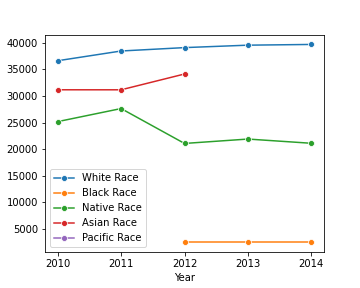 40000
35000
30000
25000
20000
15000
10000
5000
White Race
Black Race
Native Race
Asian Race
Pacific Race
2010 2011 2012 2013 2014
Year